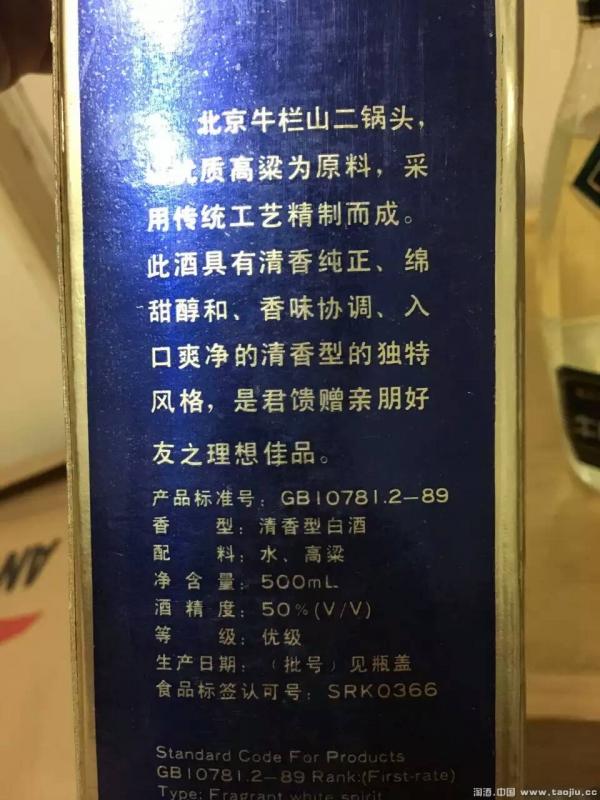 北京牛栏山二锅头，
优质高粱为原料，采
用传统工艺精制而成。
此酒具有清香纯正、绵
甜醇和、香味协调、入
口爽净的清香型的独特
风格，是君馈赠亲朋好
友之理想佳品。
产品标准号：GB10781.2-89
香 型：清香型白酒
配 料：水、高粱
净含量：500mL
酒精度：50%(V/V)
等 级：优级
生产日期：（批号）见瓶盖
食品标签认可号：SRK0366
Standard Code For Products
GB10781.2-89 Rank:(First-rate)
Type: Fragrant white spirit
淘酒.中国 www.taojiu.cc